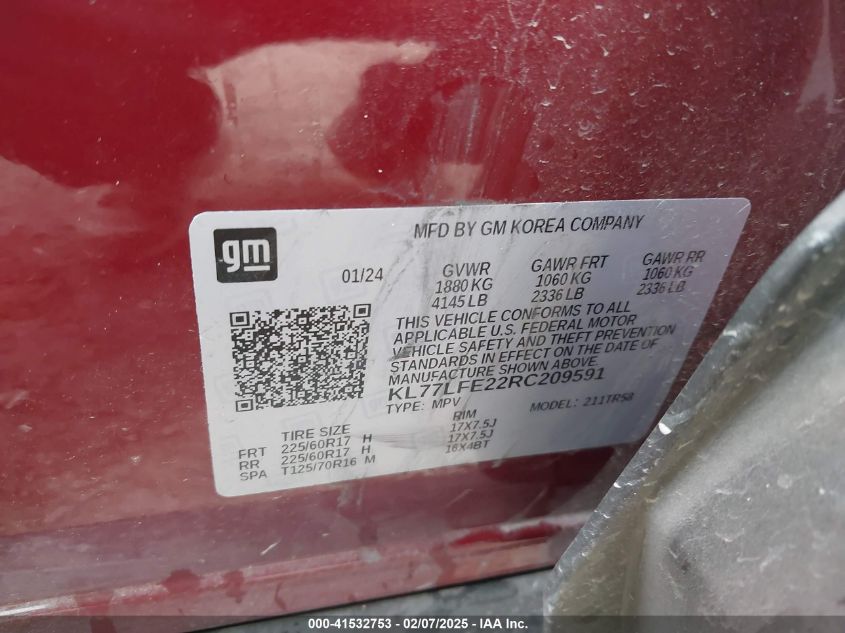 gm
MFD BY GM KOREA COMPANY
01/24
GVWR GAWR FRT GAWR RR
1880 KG 1060 KG 1060 KG
4145 LB 2336 LB 2336 LB
THIS VEHICLE CONFORMS TO ALL
APPLICABLE U.S. FEDERAL MOTOR
VEHICLE SAFETY AND THEFT PREVENTION
STANDARDS IN EFFECT ON THE DATE OF
MANUFACTURE SHOWN ABOVE.
KL77LFE22RC209591
TYPE: MPV MODEL: 211TR58
TIRE SIZE RIM
FRT 225/60R17 H 17X7.5J
RR 225/60R17 H 17X7.5J
SPA T125/70R16 M 16X4BT
000-41532753 - 02/07/2025 - IAA Inc.